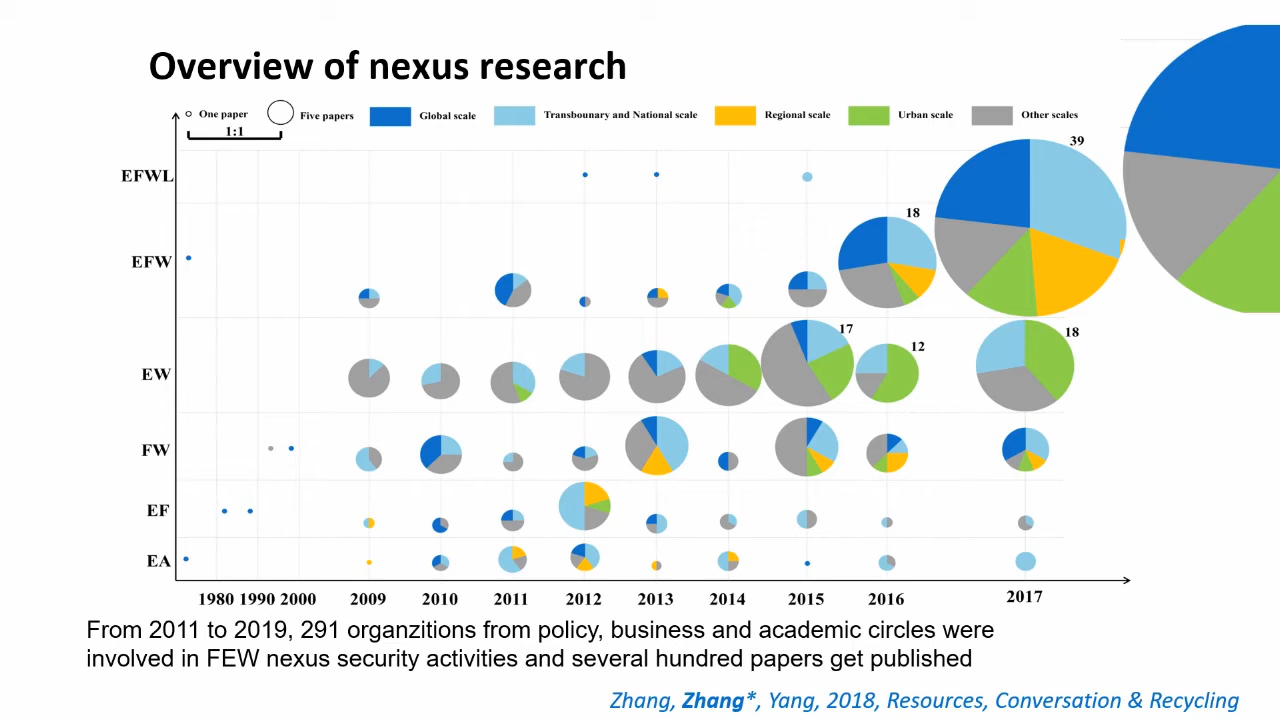 Overview of nexus research
One paper
Five papers
Global scale
Transbounary and National scale
Regional scale
Urban scale
Other scales
1:1
39
EFWL
18
EFW
17
18
12
EW
FW
EF
EA
1980 1990 2000 2009 2010 2011 2012 2013 2014 2015 2016 2017
From 2011 to 2019, 291 organzitions from policy, business and academic circles were
involved in FEW nexus security activities and several hundred papers get published
Zhang, Zhang*, Yang, 2018, Resources, Conversation & Recycling